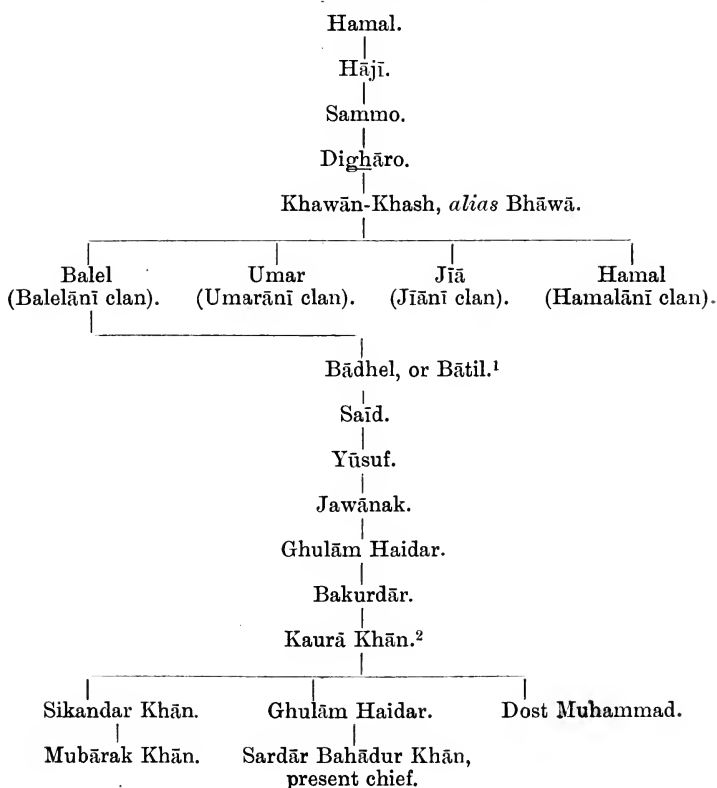 Hamal.
Hājī.
Sammo.
Dighāro.
Khawān-Khash, alias Bhāwā.
Balel Umar Jīā Hamal
(Balelānī clan). (Umarānī clan). (Jīānī clan). (Hamalānī clan).
Bādhel, or Bātil.¹
Saīd.
Yūsuf.
Jawānak.
Ghulām Haidar.
Bakurdār.
Kaurā Khān.²
Sikandar Khān. Ghulām Haidar. Dost Muhammad.
Mubārak Khān. Sardār Bahādur Khān,
present chief.